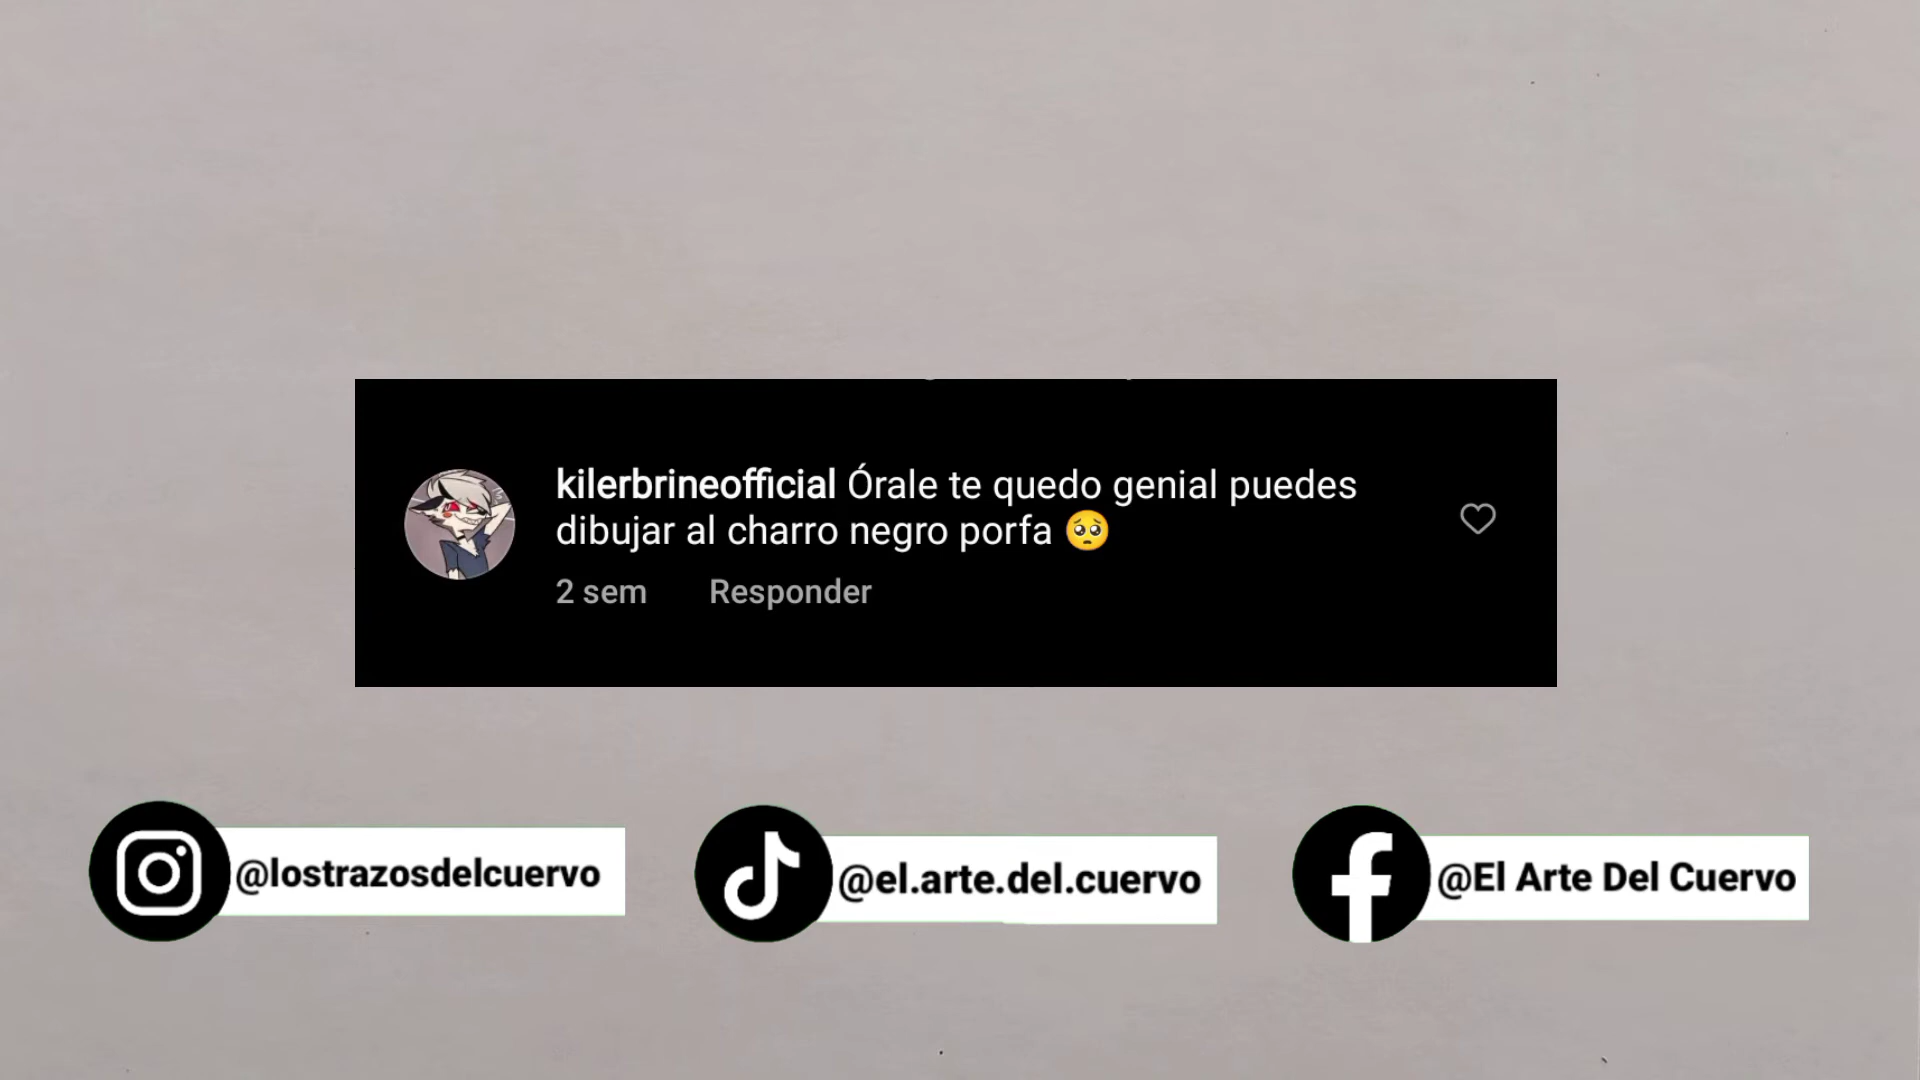 kilerbrineofficial Órale te quedo genial puedes
dibujar al charro negro porfa 🥺
2 sem Responder
@lostrazosdelcuervo
@el.arte.del.cuervo
@El Arte Del Cuervo